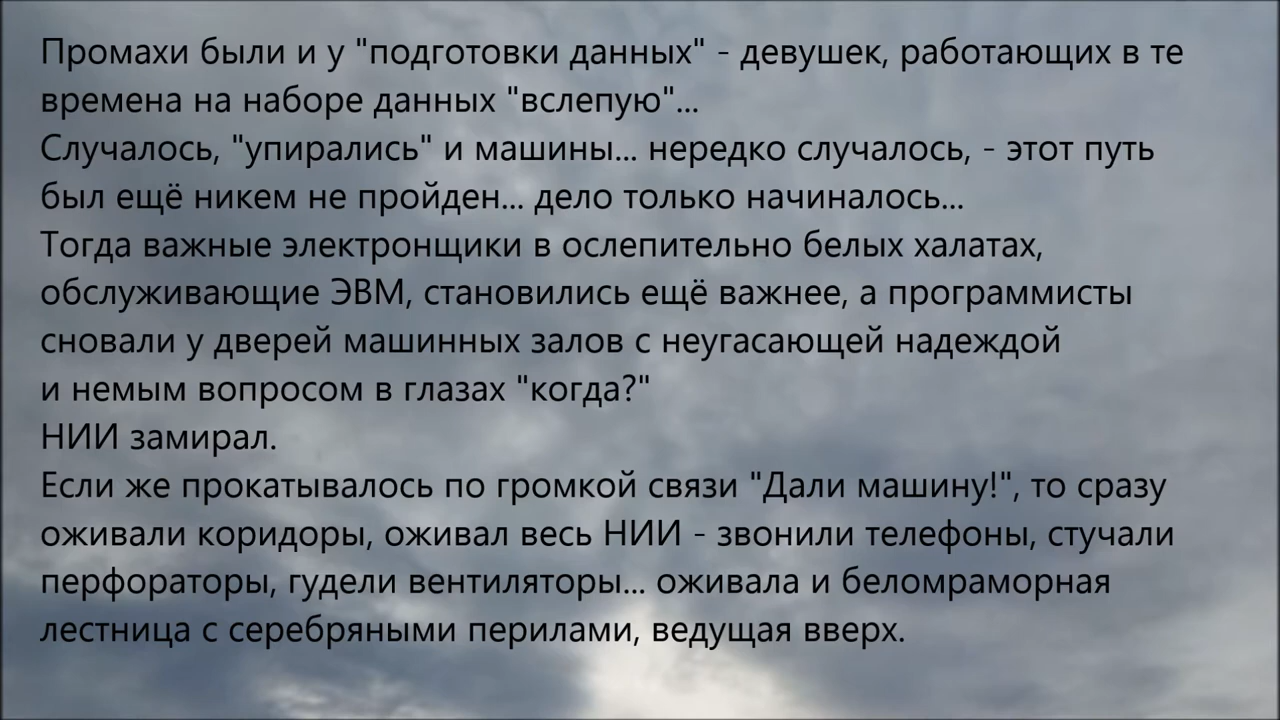 Промахи были и у "подготовки данных" - девушек, работающих в те
времена на наборе данных "вслепую"...
Случалось, "упирались" и машины... нередко случалось, - этот путь
был ещё никем не пройден... дело только начиналось...
Тогда важные электронщики в ослепительно белых халатах,
обслуживающие ЭВМ, становились ещё важнее, а программисты
сновали у дверей машинных залов с неугасающей надеждой
и немым вопросом в глазах "когда?"
НИИ замирал.
Если же прокатывалось по громкой связи "Дали машину!", то сразу
оживали коридоры, оживал весь НИИ - звонили телефоны, стучали
перфораторы, гудели вентиляторы... оживала и беломраморная
лестница с серебряными перилами, ведущая вверх.